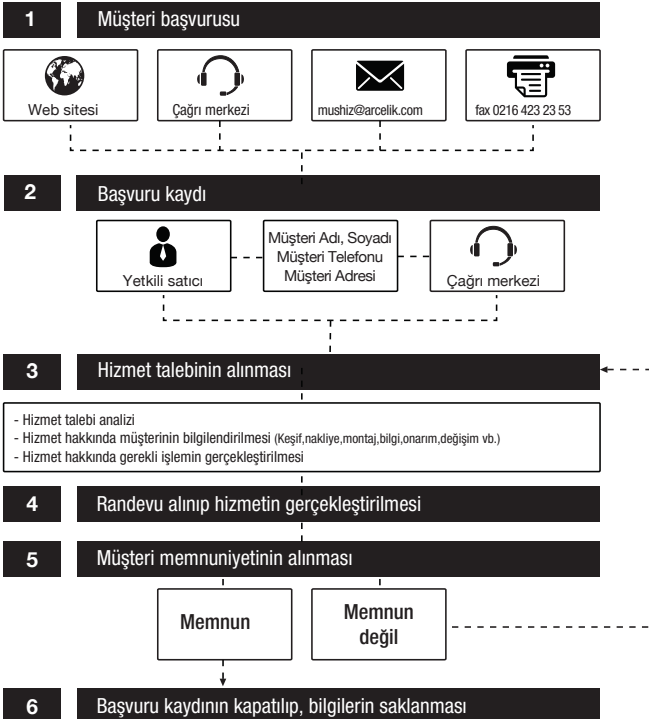 1 Müşteri başvurusu
Web sitesi
Çağrı merkezi
mushiz@arcelik.com
fax 0216 423 23 53
2 Başvuru kaydı
Yetkili satıcı
Müşteri Adı, Soyadı
Müşteri Telefonu
Müşteri Adresi
Çağrı merkezi
3 Hizmet talebinin alınması
- Hizmet talebi analizi
- Hizmet hakkında müşterinin bilgilendirilmesi (Keşif,nakliye,montaj,bilgi,onarım,değişim vb.)
- Hizmet hakkında gerekli işlemin gerçekleştirilmesi
4 Randevu alınıp hizmetin gerçekleştirilmesi
5 Müşteri memnuniyetinin alınması
Memnun
Memnun
değil
6 Başvuru kaydının kapatılıp, bilgilerin saklanması